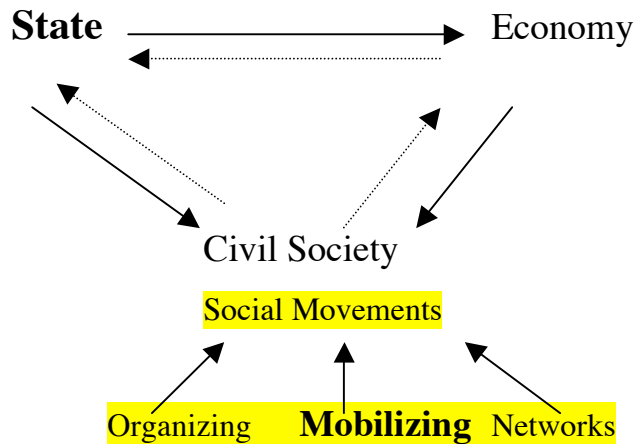 State Economy
Civil Society
Social Movements
Organizing Mobilizing Networks